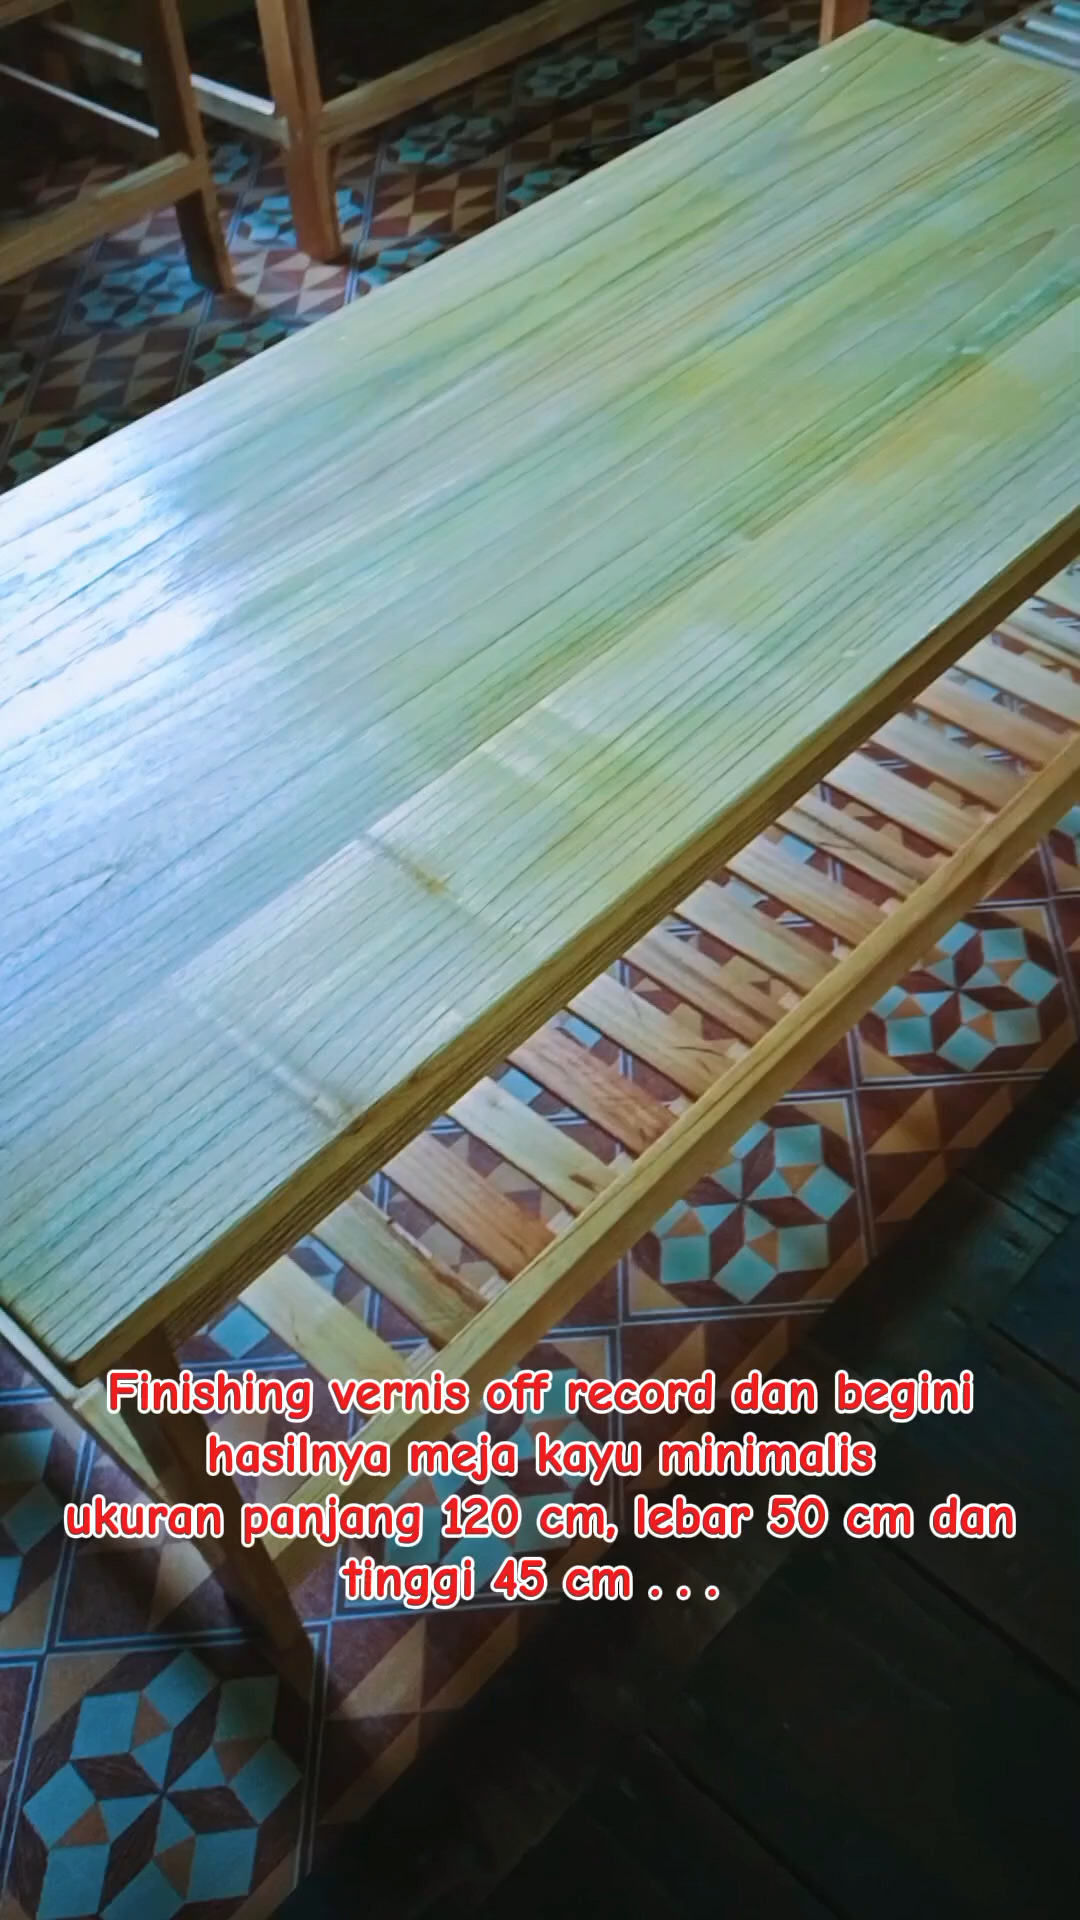 Finishing vernis off record dan begini
hasilnya meja kayu minimalis
ukuran panjang 120 cm, lebar 50 cm dan
tinggi 45 cm . . .